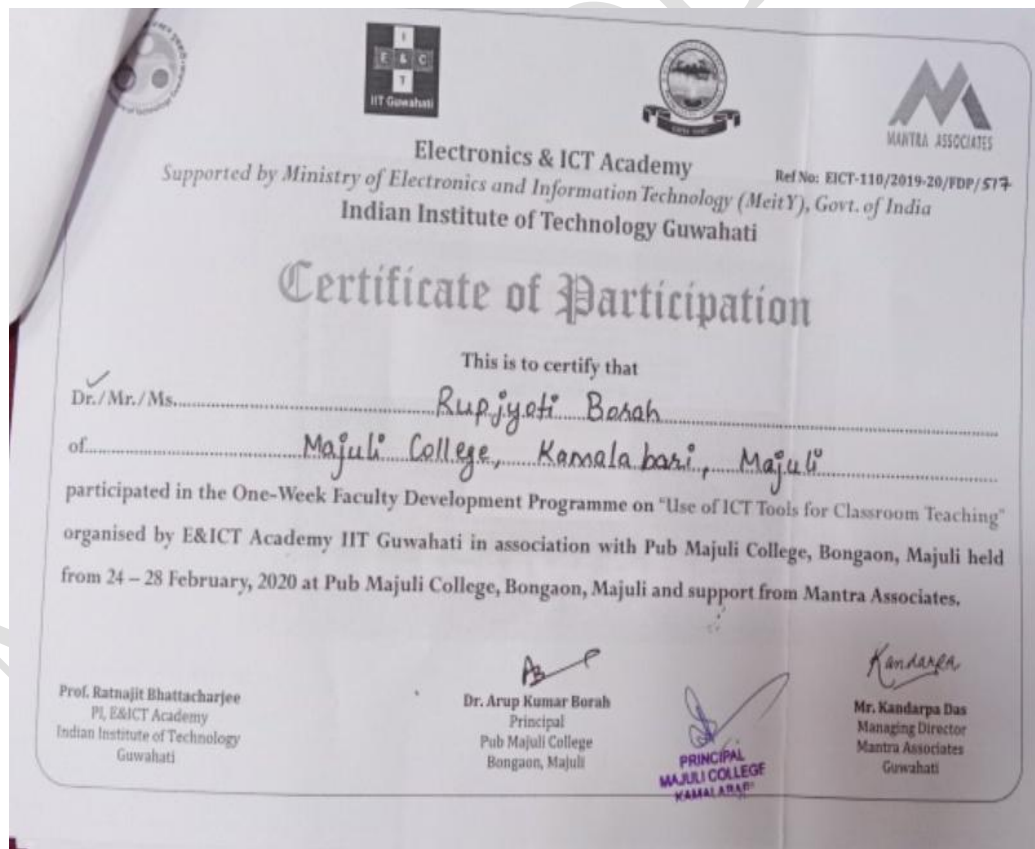 I
E & C
T
IIT Guwahati
MANTRA ASSOCIATES
Electronics & ICT Academy
Ref No: EICT-110/2019-20/FDP/517
Supported by Ministry of Electronics and Information Technology (MeitY), Govt. of India
Indian Institute of Technology Guwahati
Certificate of Participation
This is to certify that
Dr./Mr./Ms. Rupjyoti Borah
of Majuli College, Kamalabari, Majuli
participated in the One-Week Faculty Development Programme on "Use of ICT Tools for Classroom Teaching"
organised by E&ICT Academy IIT Guwahati in association with Pub Majuli College, Bongaon, Majuli held
from 24 – 28 February, 2020 at Pub Majuli College, Bongaon, Majuli and support from Mantra Associates.
Kandarpa
Prof. Ratnajit Bhattacharjee
PI, E&ICT Academy
Indian Institute of Technology
Guwahati
Dr. Arup Kumar Borah
Principal
Pub Majuli College
Bongaon, Majuli
PRINCIPAL
MAJULI COLLEGE
Mr. Kandarpa Das
Managing Director
Mantra Associates
Guwahati